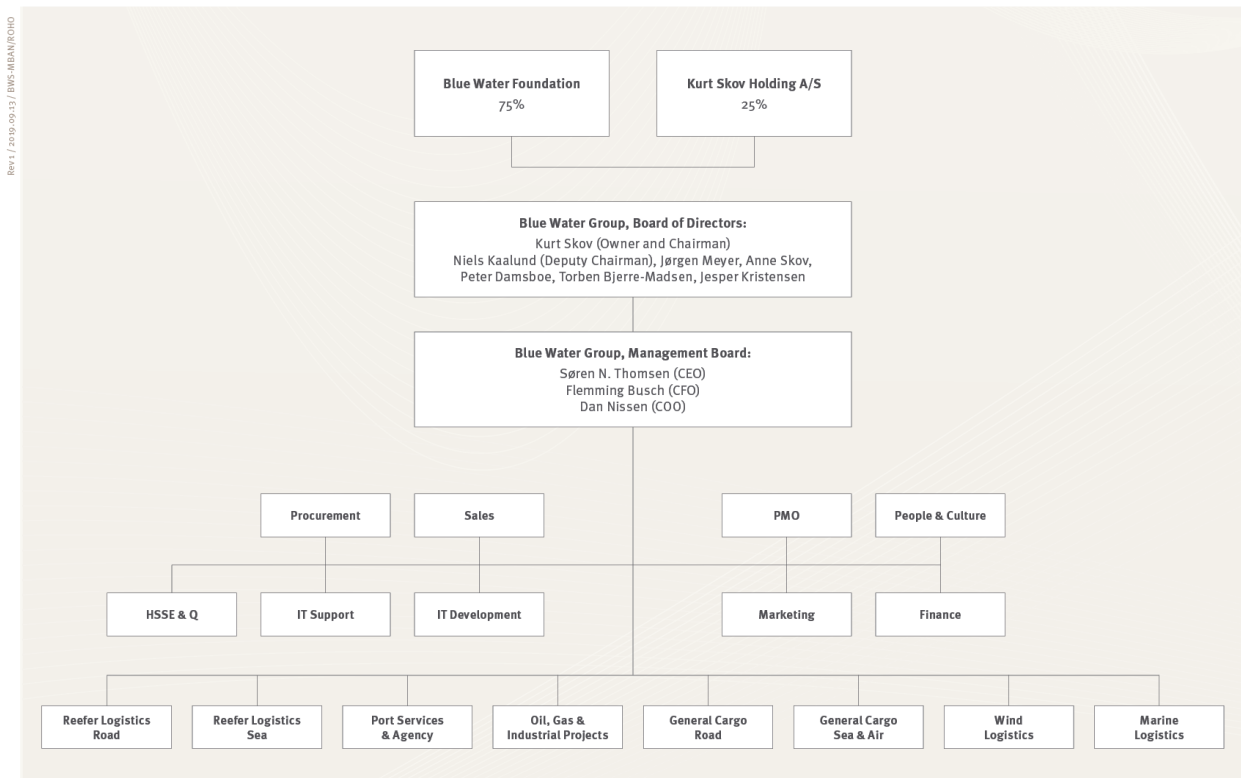 Rev 1 / 2019.09.13 / BWS-MBAN/ROHO
Blue Water Foundation
75%
Kurt Skov Holding A/S
25%
Blue Water Group, Board of Directors:
Kurt Skov (Owner and Chairman)
Niels Kaalund (Deputy Chairman), Jørgen Meyer, Anne Skov,
Peter Damsboe, Torben Bjerre-Madsen, Jesper Kristensen
Blue Water Group, Management Board:
Søren N. Thomsen (CEO)
Flemming Busch (CFO)
Dan Nissen (COO)
Procurement
Sales
PMO
People & Culture
HSSE & Q
IT Support
IT Development
Marketing
Finance
Reefer Logistics
Road
Reefer Logistics
Sea
Port Services
& Agency
Oil, Gas &
Industrial Projects
General Cargo
Road
General Cargo
Sea & Air
Wind
Logistics
Marine
Logistics